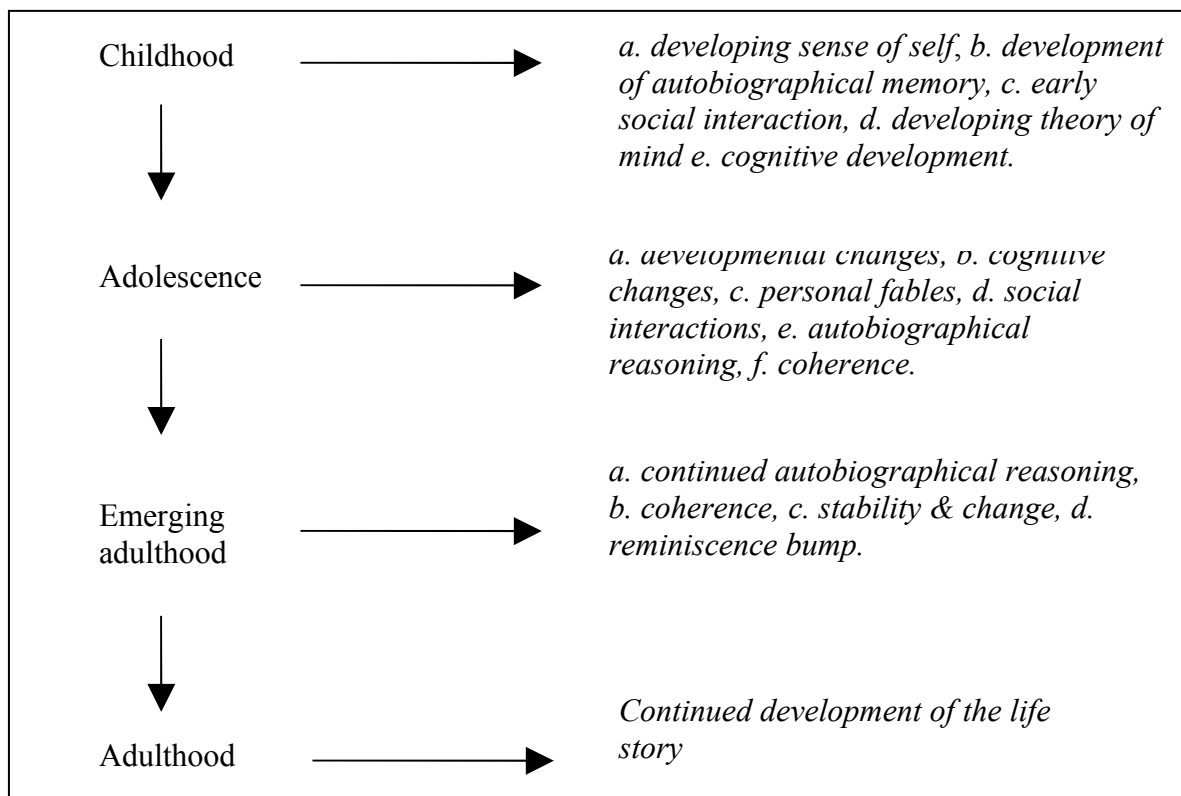 Childhood
a. developing sense of self, b. development
of autobiographical memory, c. early
social interaction, d. developing theory of
mind e. cognitive development.
Adolescence
a. developmental changes, b. cognitive
changes, c. personal fables, d. social
interactions, e. autobiographical
reasoning, f. coherence.
Emerging
adulthood
a. continued autobiographical reasoning,
b. coherence, c. stability & change, d.
reminiscence bump.
Adulthood
Continued development of the life
story